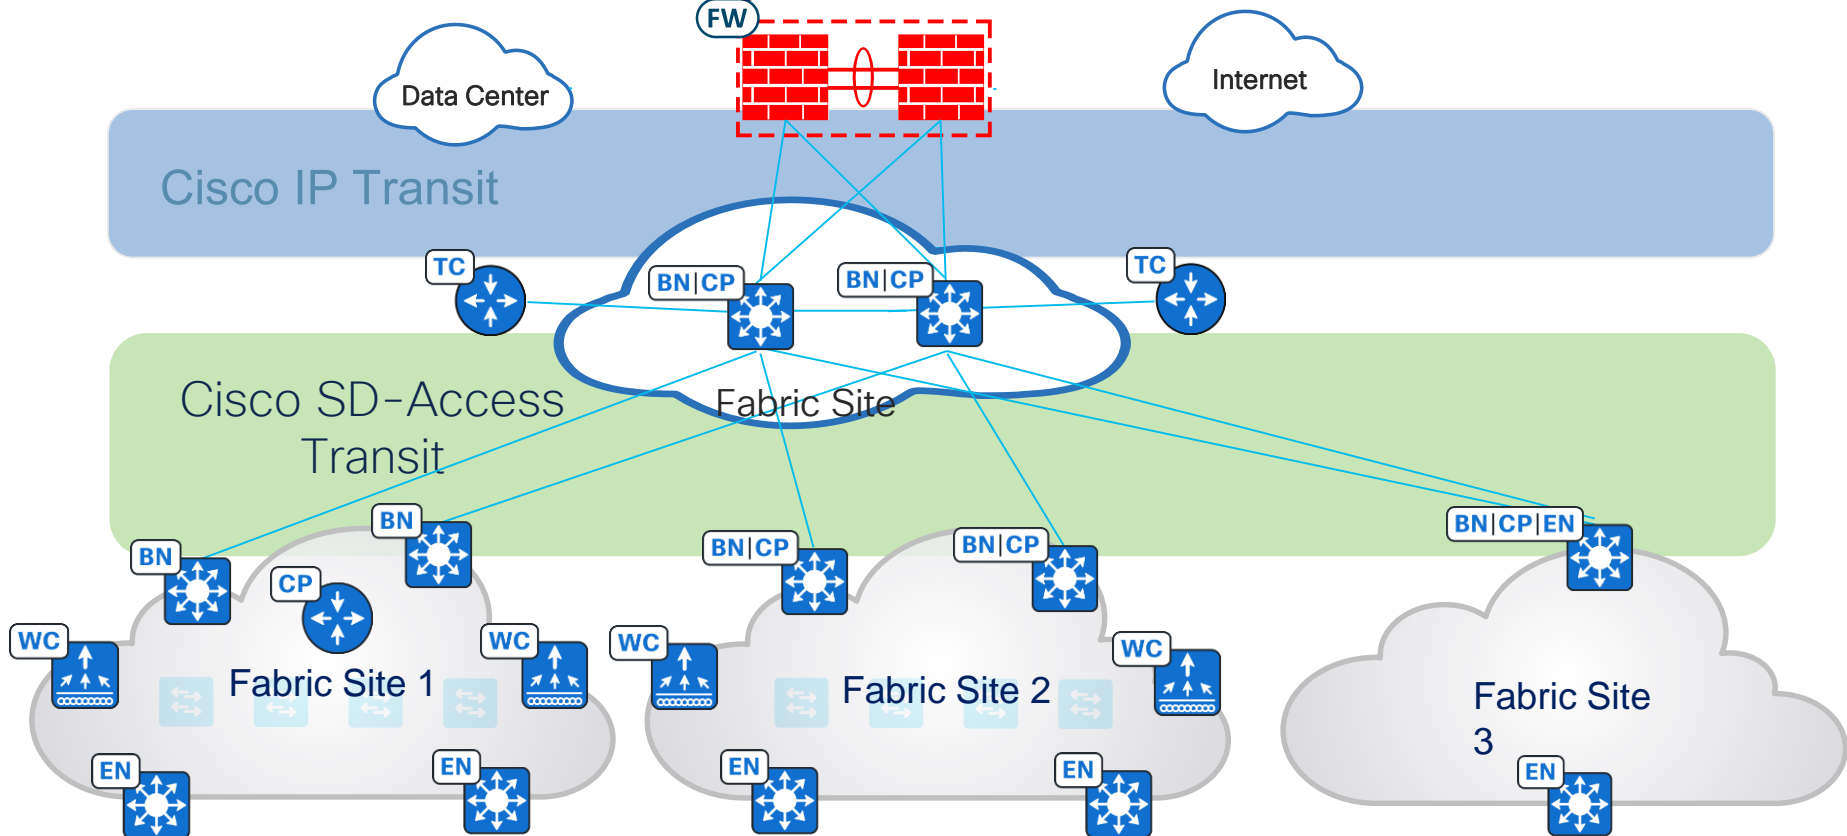 FW
Data Center
Internet
Cisco IP Transit
TC
BN|CP
BN|CP
TC
Cisco SD-Access
Transit
Fabric Site
BN
BN
CP
WC
WC
Fabric Site 1
EN
EN
BN|CP
BN|CP
WC
WC
Fabric Site 2
EN
EN
BN|CP|EN
Fabric Site
3
EN